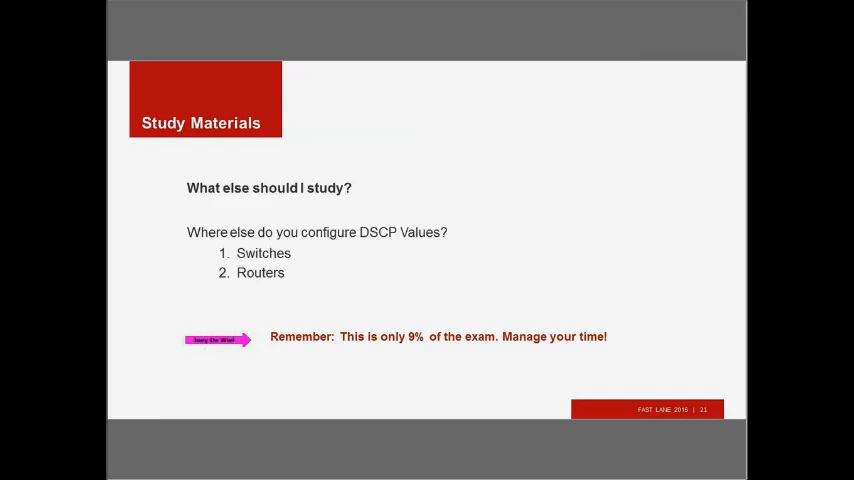 Study Materials
What else should I study?
Where else do you configure DSCP Values?
1. Switches
2. Routers
Remember: This is only 9% of the exam. Manage your time!
FAST LANE 2015 | 21